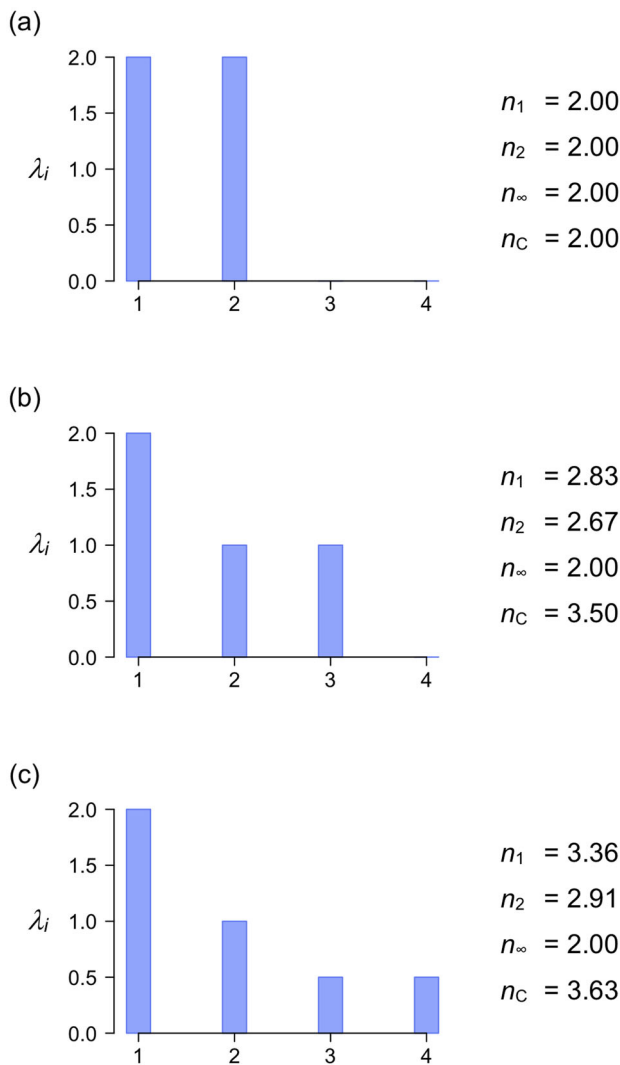 (a)
2.0
1.5
1.0
0.5
0.0
λi
1 2 3 4
n1 = 2.00
n2 = 2.00
n∞ = 2.00
nC = 2.00
(b)
2.0
1.5
1.0
0.5
0.0
λi
1 2 3 4
n1 = 2.83
n2 = 2.67
n∞ = 2.00
nC = 3.50
(c)
2.0
1.5
1.0
0.5
0.0
λi
1 2 3 4
n1 = 3.36
n2 = 2.91
n∞ = 2.00
nC = 3.63